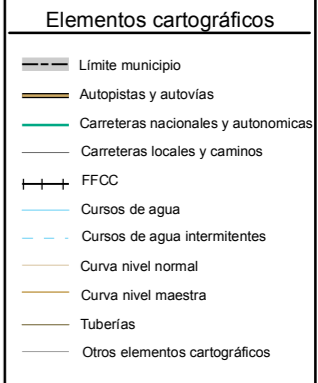 Elementos cartográficos
Límite municipio
Autopistas y autovías
Carreteras nacionales y autonomicas
Carreteras locales y caminos
FFCC
Cursos de agua
Cursos de agua intermitentes
Curva nivel normal
Curva nivel maestra
Tuberías
Otros elementos cartográficos